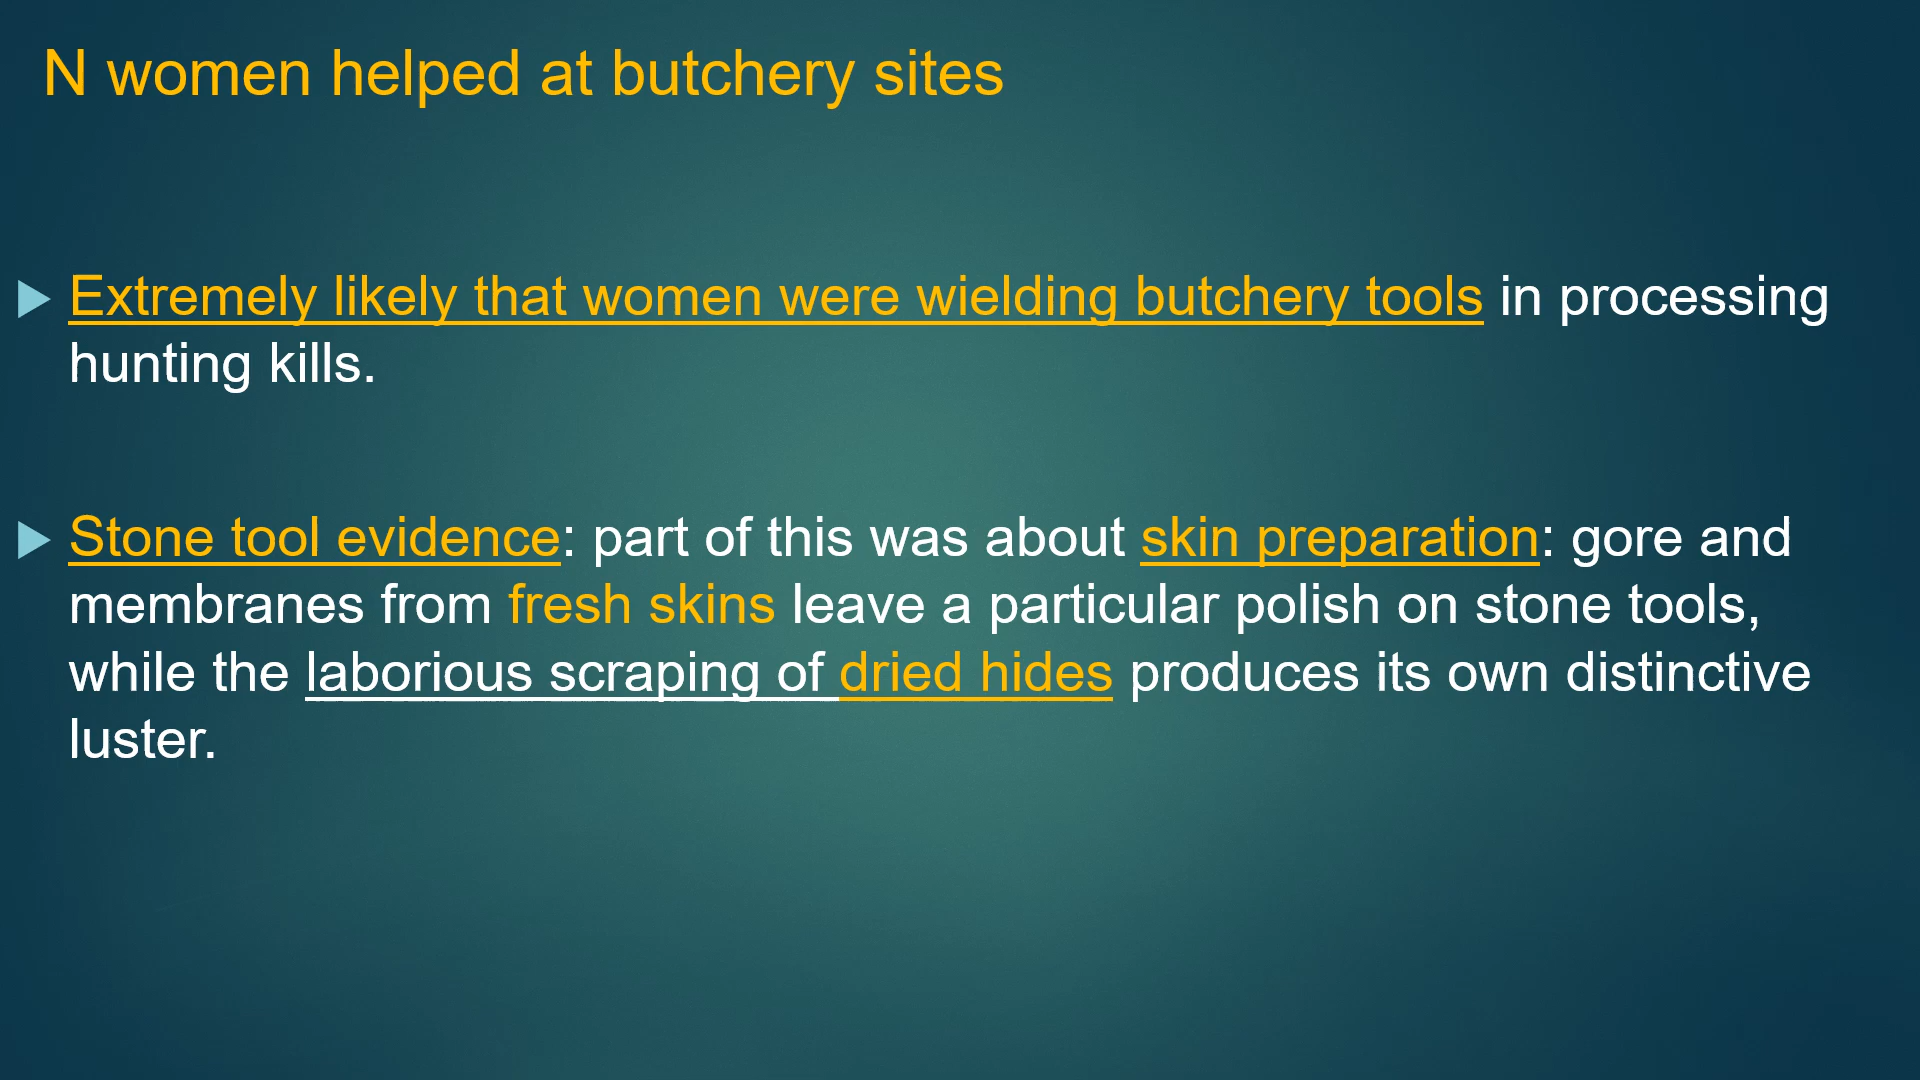 N women helped at butchery sites
Extremely likely that women were wielding butchery tools in processing
hunting kills.
Stone tool evidence: part of this was about skin preparation: gore and
membranes from fresh skins leave a particular polish on stone tools,
while the laborious scraping of dried hides produces its own distinctive
luster.